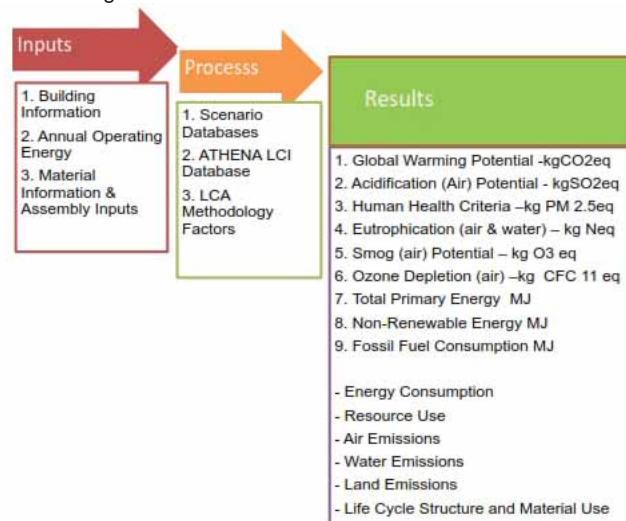 Inputs
1. Building
Information
2. Annual Operating
Energy
3. Material
Information &
Assembly Inputs
Processs
1. Scenario
Databases
2. ATHENA LCI
Database
3. LCA
Methodology
Factors
Results
1. Global Warming Potential -kgCO2eq
2. Acidification (Air) Potential - kgSO2eq
3. Human Health Criteria –kg PM 2.5eq
4. Eutrophication (air & water) – kg Neq
5. Smog (air) Potential – kg O3 eq
6. Ozone Depletion (air) –kg CFC 11 eq
7. Total Primary Energy MJ
8. Non-Renewable Energy MJ
9. Fossil Fuel Consumption MJ
- Energy Consumption
- Resource Use
- Air Emissions
- Water Emissions
- Land Emissions
- Life Cycle Structure and Material Use